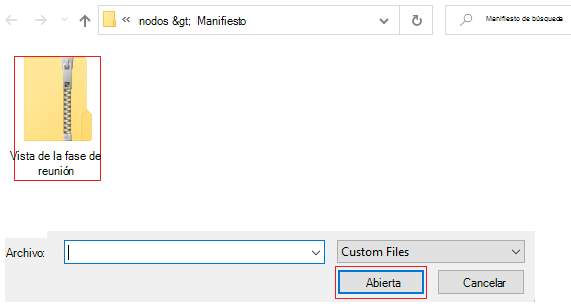 « nodos &gt; Manifiesto
Manifiesto de búsqueda
Vista de la fase de
reunión
Archivo:
Custom Files
Abierta
Cancelar